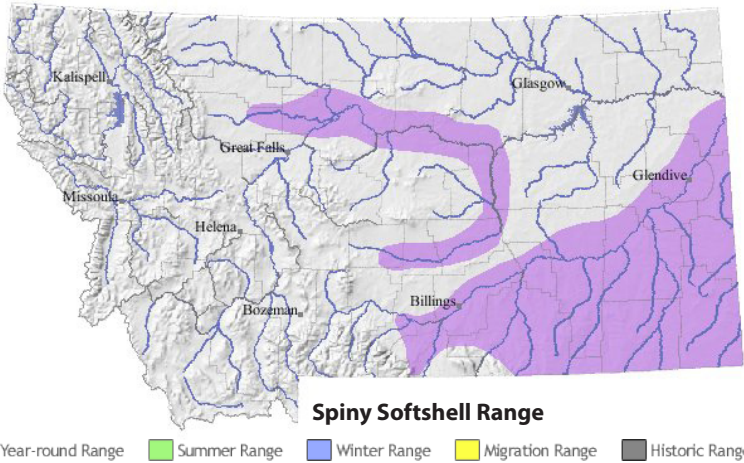 Kalispell
Glasgow
Great Falls
Glendive
Missoula
Helena
Billings
Bozeman
Spiny Softshell Range
Year-round Range Summer Range Winter Range Migration Range Historic Rang